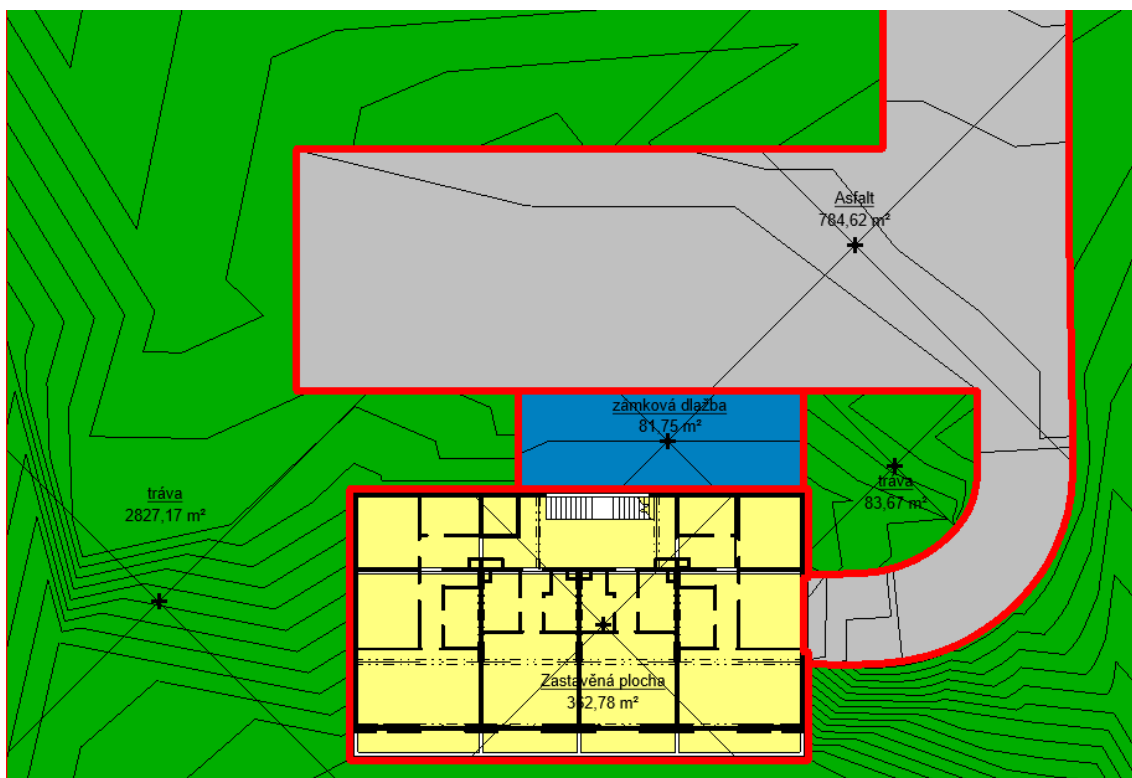 Asfalt
784,62 m²
zámková dlažba
81,75 m²
tráva
83,67 m²
tráva
2827,17 m²
Zastavěná plocha
362,78 m²